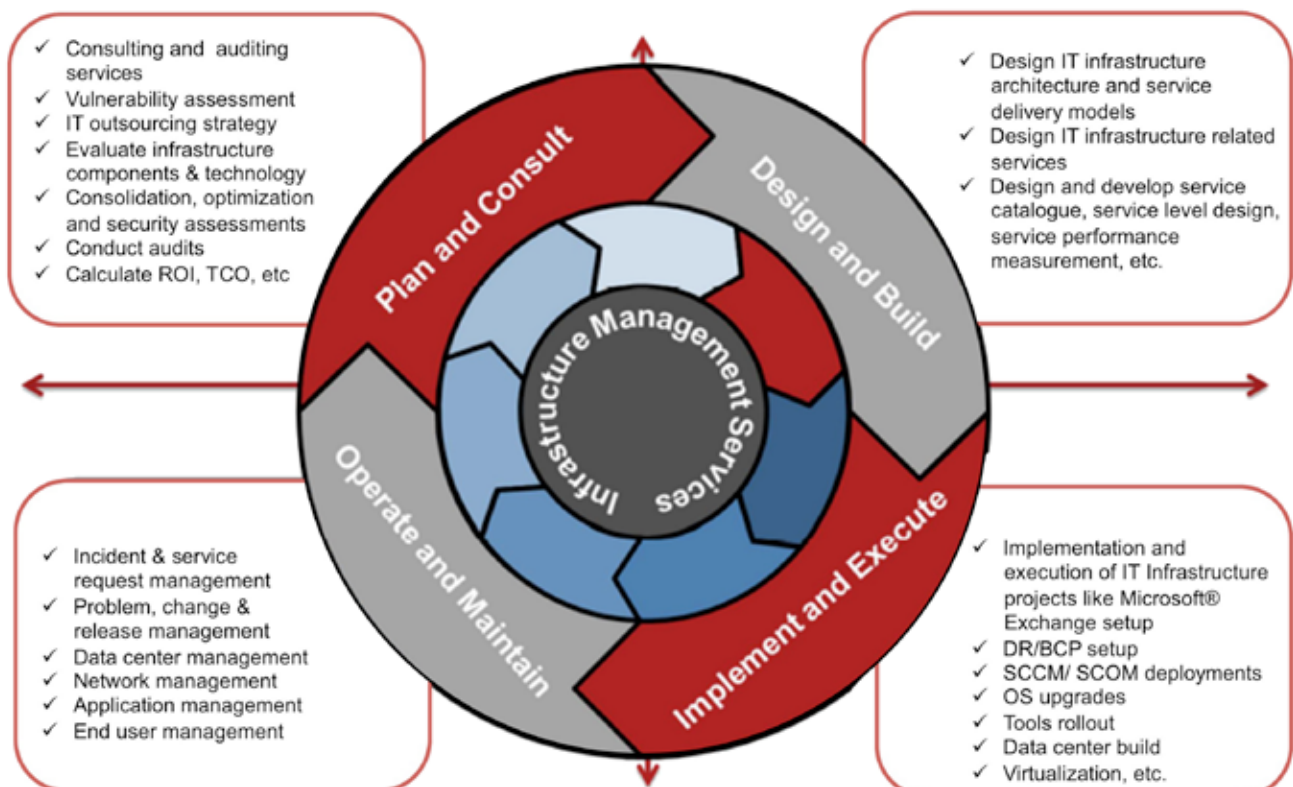 ✓ Consulting and auditing
services
✓ Vulnerability assessment
✓ IT outsourcing strategy
✓ Evaluate infrastructure
components & technology
✓ Consolidation, optimization
and security assessments
✓ Conduct audits
✓ Calculate ROI, TCO, etc
✓ Design IT infrastructure
architecture and service
delivery models
✓ Design IT infrastructure related
services
✓ Design and develop service
catalogue, service level design,
service performance
measurement, etc.
Plan and Consult
Design and Build
Infrastructure Management Services
Operate and Maintain
Implement and Execute
✓ Incident & service
request management
✓ Problem, change &
release management
✓ Data center management
✓ Network management
✓ Application management
✓ End user management
✓ Implementation and
execution of IT Infrastructure
projects like Microsoft®
Exchange setup
✓ DR/BCP setup
✓ SCCM/ SCOM deployments
✓ OS upgrades
✓ Tools rollout
✓ Data center build
✓ Virtualization, etc.